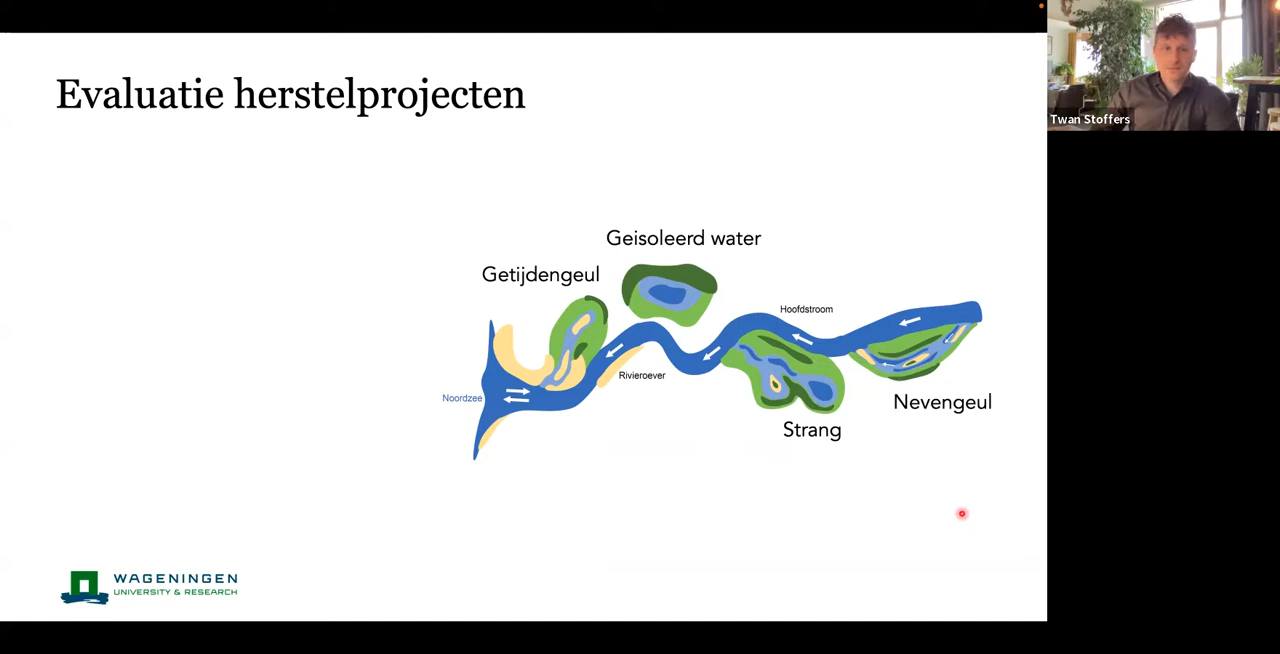 Evaluatie herstelprojecten
Twan Stoffers
Geisoleerd water
Getijdengeul
Hoofdstroom
Rivieroever
Noordzee
Nevengeul
Strang
WAGENINGEN
UNIVERSITY & RESEARCH